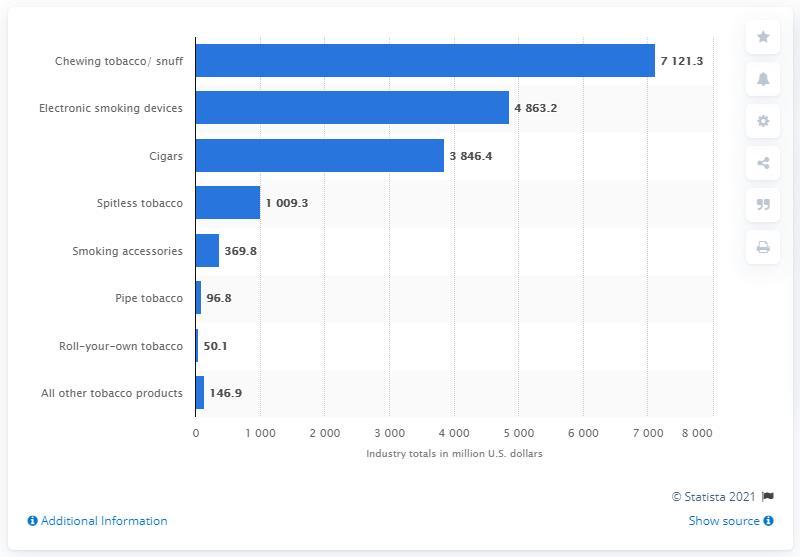 Chewing tobacco/ snuff 7 121.3
Electronic smoking devices 4 863.2
Cigars 3 846.4
Spitless tobacco 1 009.3
Smoking accessories 369.8
Pipe tobacco 96.8
Roll-your-own tobacco 50.1
All other tobacco products 146.9
0 1 000 2 000 3 000 4 000 5 000 6 000 7 000 8 000
Industry totals in million U.S. dollars
© Statista 2021
Additional Information Show source